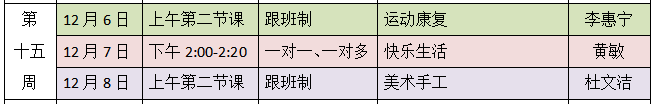 第十五周
12月6日 上午第二节课 跟班制 运动康复 李惠宁
12月7日 下午 2:00-2:20 一对一、一对多 快乐生活 黄敏
12月8日 上午第二节课 跟班制 美术手工 杜文洁